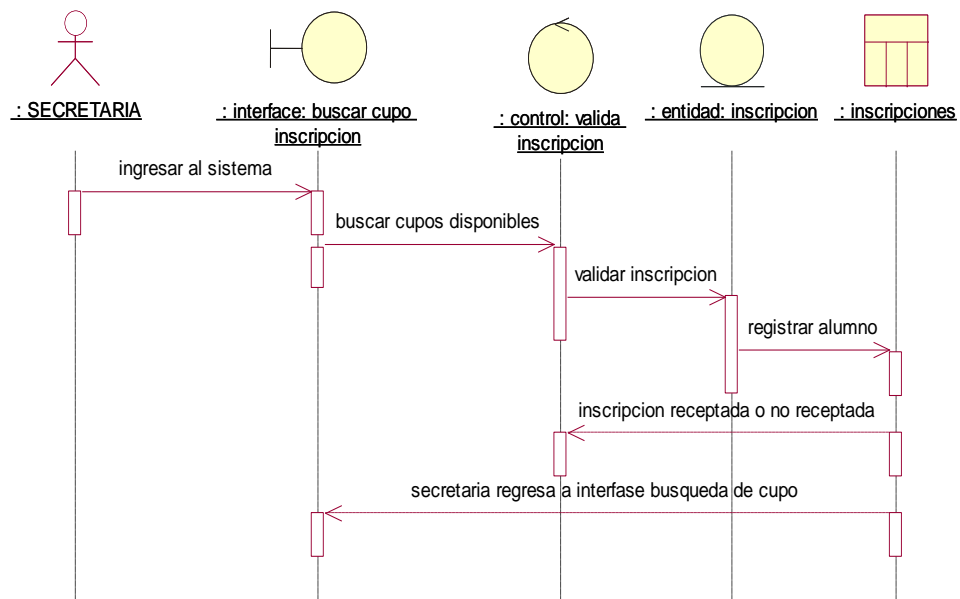 : SECRETARIA
: interface: buscar cupo
inscripcion
: control: valida
inscripcion
: entidad: inscripcion
: inscripciones
ingresar al sistema
buscar cupos disponibles
validar inscripcion
registrar alumno
inscripcion receptada o no receptada
secretaria regresa a interfase busqueda de cupo